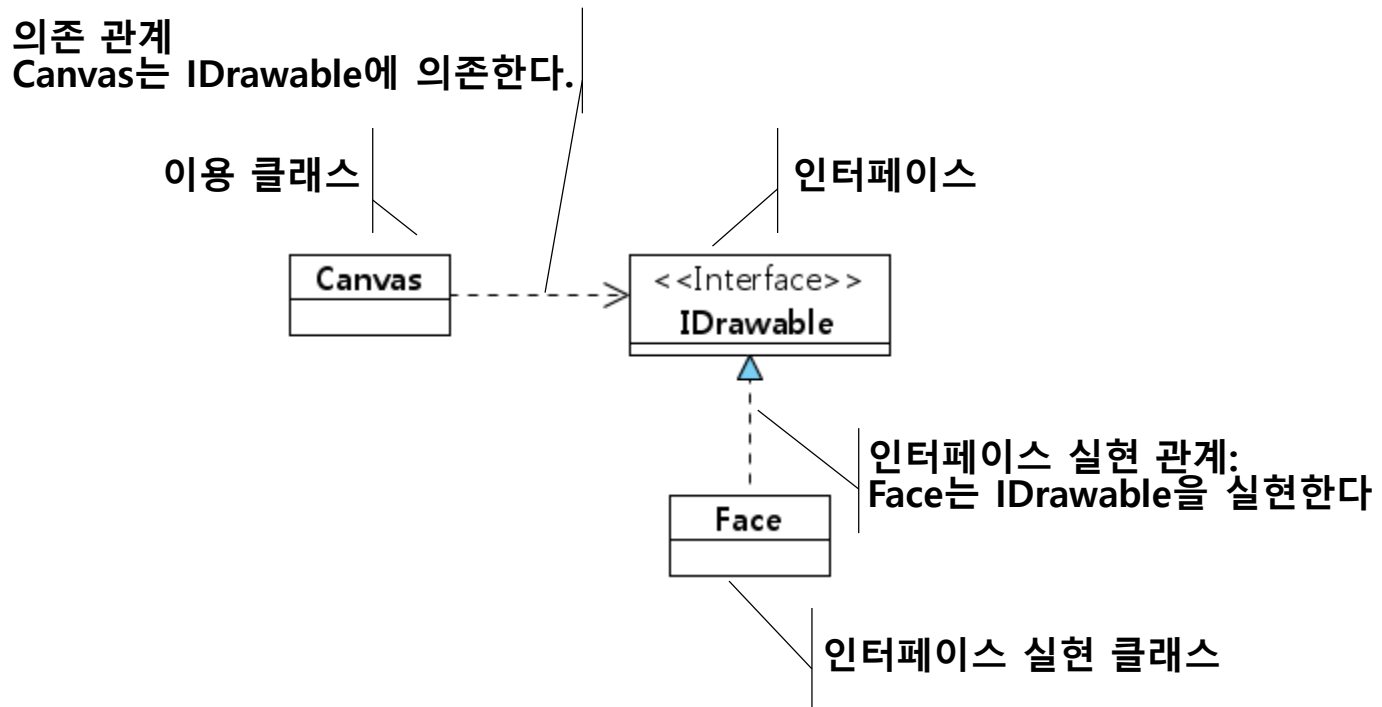 의존 관계
Canvas는 IDrawable에 의존한다.
이용 클래스
인터페이스
Canvas
<<Interface>>
IDrawable
인터페이스 실현 관계:
Face는 IDrawable을 실현한다
Face
인터페이스 실현 클래스